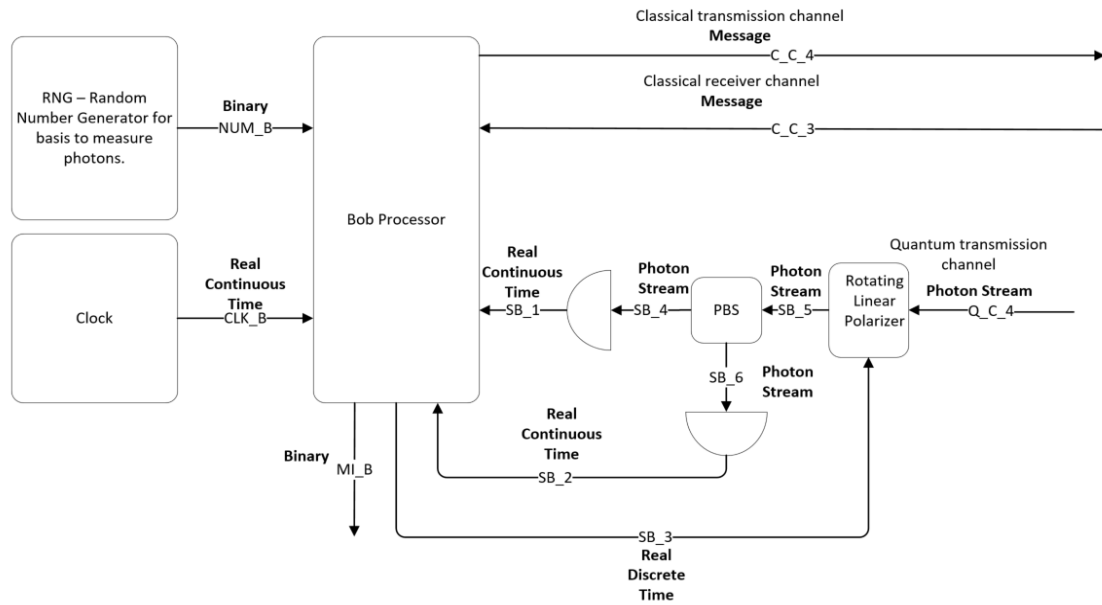 Classical transmission channel
Message
C_C_4
Classical receiver channel
Message
C_C_3
RNG – Random
Number Generator for
basis to measure
photons.
Binary
NUM_B
Bob Processor
Clock
Real
Continuous
Time
CLK_B
Real
Continuous
Time
SB_1
Photon
Stream
SB_4
PBS
Photon
Stream
SB_5
Rotating
Linear
Polarizer
Quantum transmission
channel
Photon Stream
Q_C_4
SB_6
Photon
Stream
Real
Continuous
Time
SB_2
Binary
MI_B
SB_3
Real
Discrete
Time